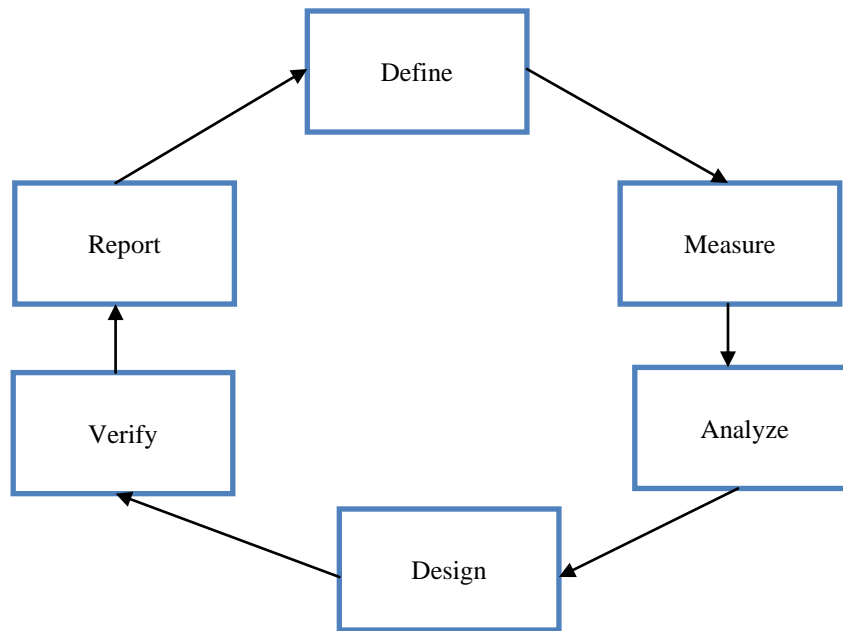 Define
Measure
Analyze
Design
Verify
Report